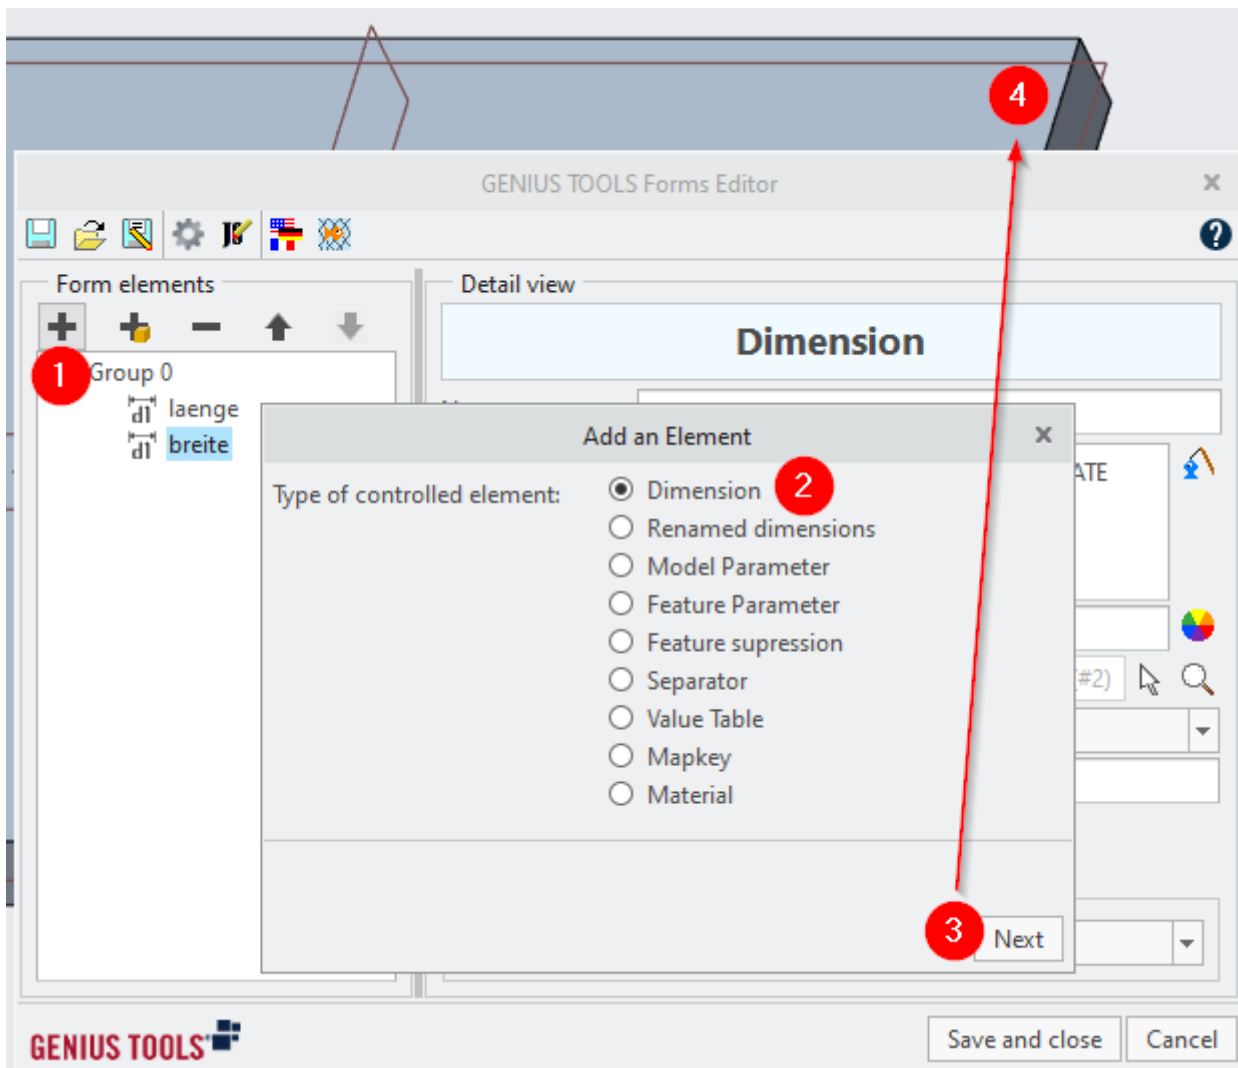 4
GENIUS TOOLS Forms Editor
Form elements
Detail view
Dimension
1
Group 0
laenge
breite
Add an Element
Type of controlled element:
Dimension
2
Renamed dimensions
Model Parameter
Feature Parameter
Feature supression
Separator
Value Table
Mapkey
Material
ATE
#2)
3
Next
GENIUS TOOLS
Save and close
Cancel